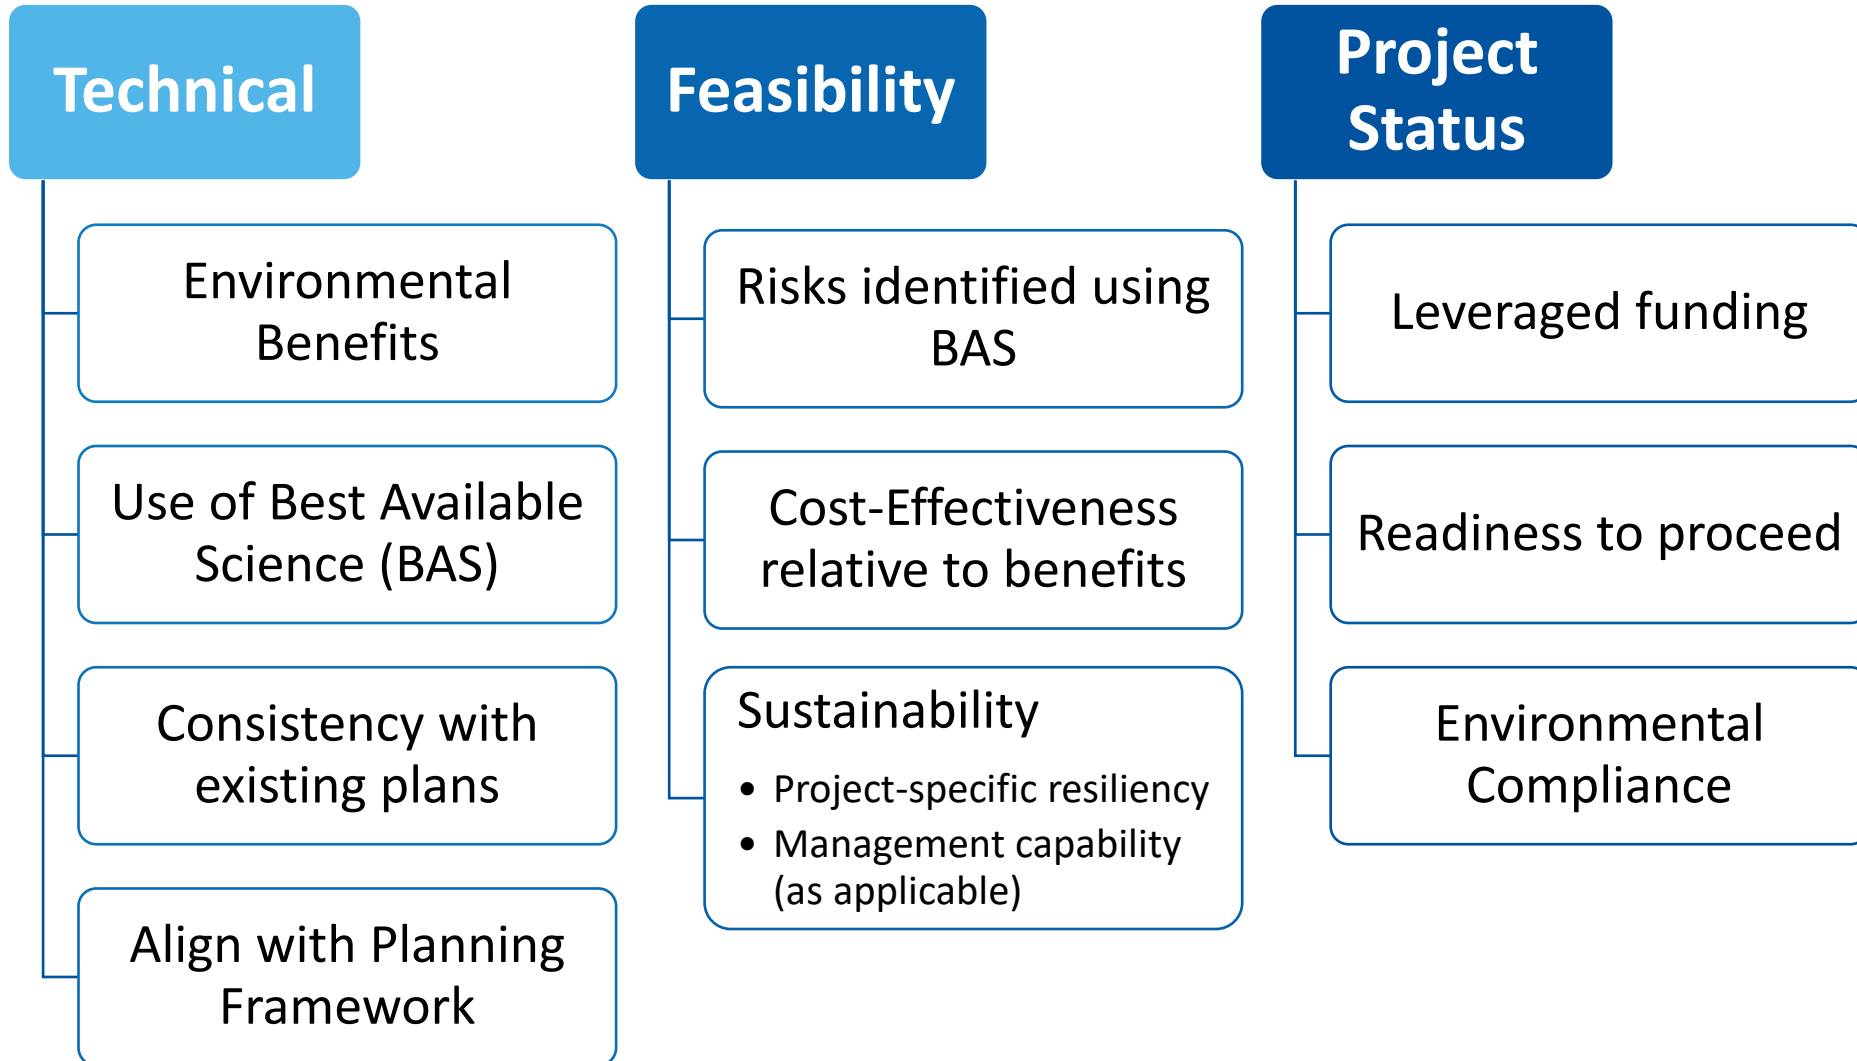 Technical
Environmental
Benefits
Use of Best Available
Science (BAS)
Consistency with
existing plans
Align with Planning
Framework
Feasibility
Risks identified using
BAS
Cost-Effectiveness
relative to benefits
Sustainability
• Project-specific resiliency
• Management capability
(as applicable)
Project
Status
Leveraged funding
Readiness to proceed
Environmental
Compliance